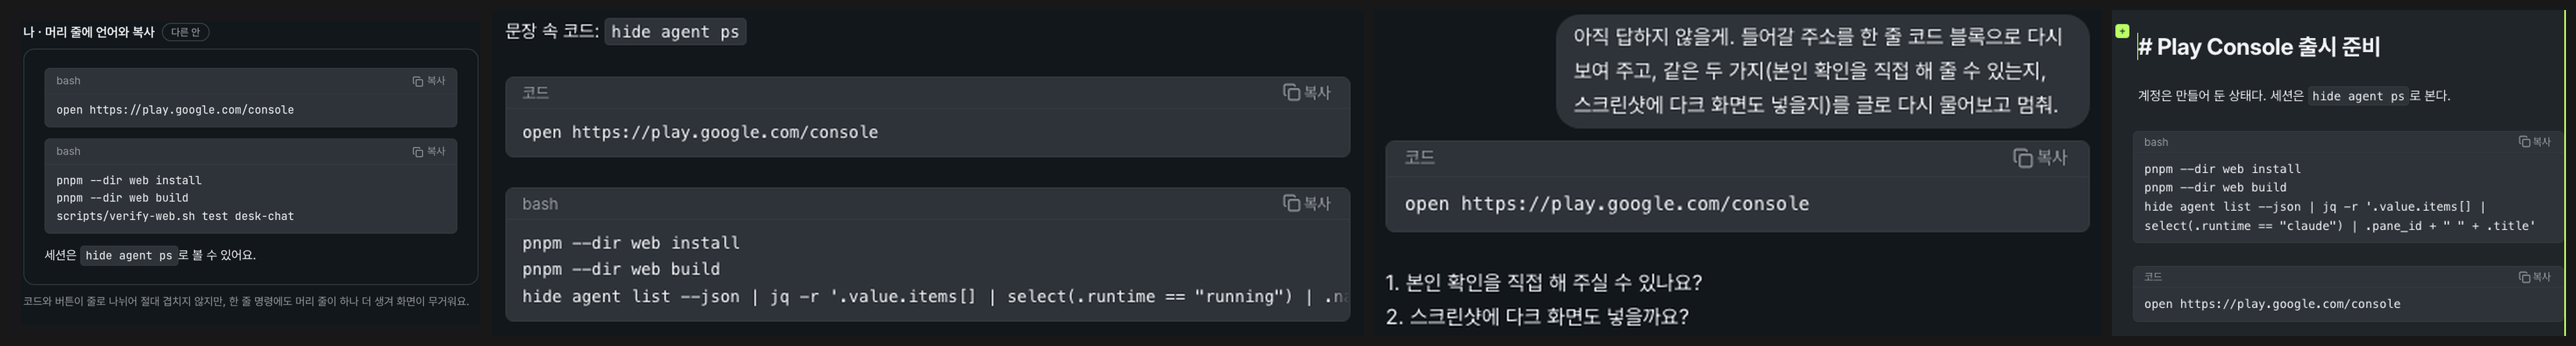 나 · 머리 줄에 언어와 복사 다른 안
bash 복사
open https://play.google.com/console
bash 복사
pnpm --dir web install
pnpm --dir web build
scripts/verify-web.sh test desk-chat
세션은 hide agent ps로 볼 수 있어요.
코드와 버튼이 줄로 나뉘어 절대 겹치지 않지만, 한 줄 명령에도 머리 줄이 하나 더 생겨 화면이 무거워요.
문장 속 코드: hide agent ps
코드 복사
open https://play.google.com/console
bash 복사
pnpm --dir web install
pnpm --dir web build
hide agent list --json | jq -r '.value.items[] | select(.runtime == "running") | .na
아직 답하지 않을게. 들어갈 주소를 한 줄 코드 블록으로 다시
보여 주고, 같은 두 가지(본인 확인을 직접 해 줄 수 있는지,
스크린샷에 다크 화면도 넣을지)를 글로 다시 물어보고 멈춰.
코드 복사
open https://play.google.com/console
1. 본인 확인을 직접 해 주실 수 있나요?
2. 스크린샷에 다크 화면도 넣을까요?
# Play Console 출시 준비
계정은 만들어 둔 상태다. 세션은 hide agent ps로 본다.
bash 복사
pnpm --dir web install
pnpm --dir web build
hide agent list --json | jq -r '.value.items[] |
select(.runtime == "claude") | .pane_id + " " + .title'
코드 복사
open https://play.google.com/console